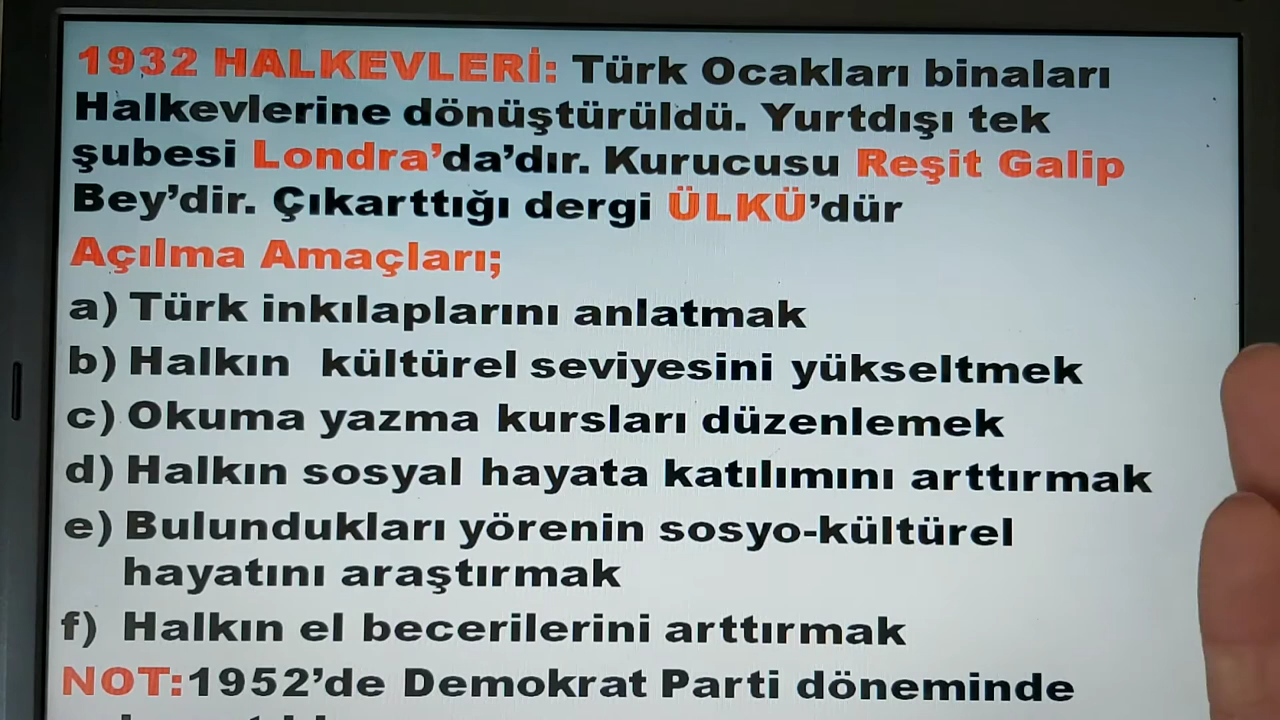 1932 HALKEVLERİ: Türk Ocakları binaları
Halkevlerine dönüştürüldü. Yurtdışı tek
şubesi Londra’da’dır. Kurucusu Reşit Galip
Bey’dir. Çıkarttığı dergi ÜLKÜ’dür
Açılma Amaçları;
a) Türk inkılaplarını anlatmak
b) Halkın kültürel seviyesini yükseltmek
c) Okuma yazma kursları düzenlemek
d) Halkın sosyal hayata katılımını arttırmak
e) Bulundukları yörenin sosyo-kültürel
hayatını araştırmak
f) Halkın el becerilerini arttırmak
NOT:1952’de Demokrat Parti döneminde